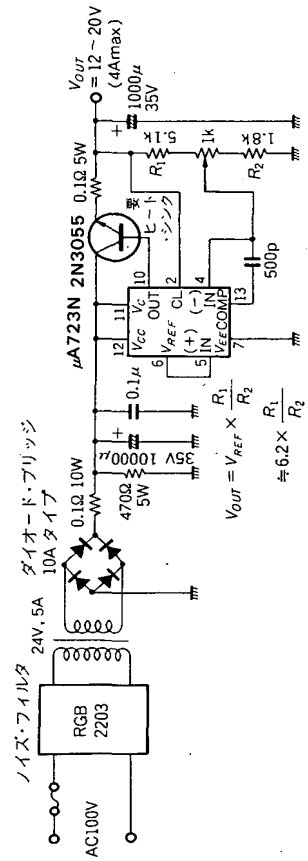 ノイズ・フィルタ
AC100V
RGB
2203
24V, 5A
ダイオード・ブリッジ
10Aタイプ
0.1Ω 10W
470Ω
5W
35V 10000μ
+
0.1μ
μA723N 2N3055
要
ヒート
・シンク
0.1Ω 5W
12
11
10
VCC
VC
OUT
6
VREF
CL
2
(+)
(-)
5
IN
IN
4
VEE
COMP
7
13
500p
R1
5.1k
1k
R2
1.8k
+
1000μ
35V
VOUT
=12~20V
(4Amax)
VOUT=VREF× R1/R2
≒6.2× R1/R2